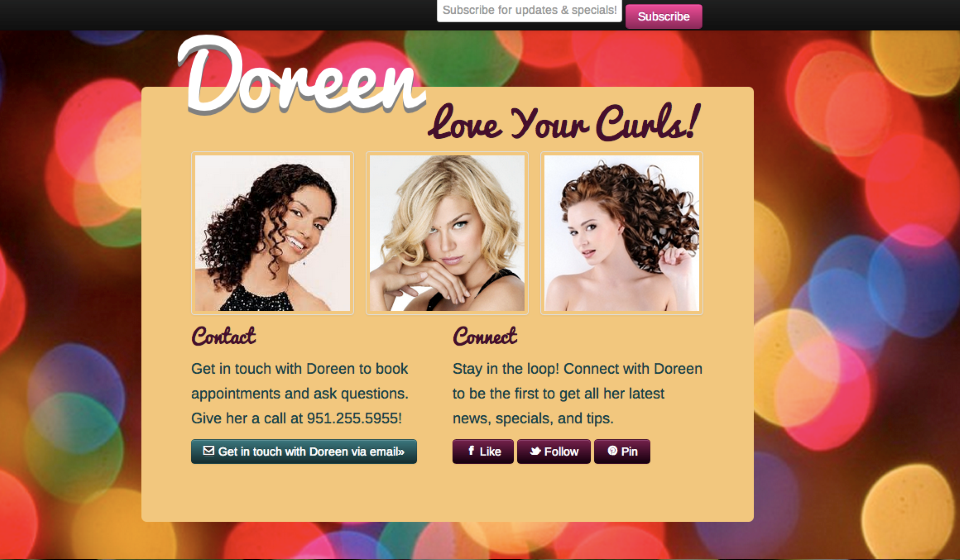 Subscribe for updates & specials!
Subscribe
Doreen
Love Your Curls!
Contact
Get in touch with Doreen to book
appointments and ask questions.
Give her a call at 951.255.5955!
Get in touch with Doreen via email»
Connect
Stay in the loop! Connect with Doreen
to be the first to get all her latest
news, specials, and tips.
Like
Follow
Pin